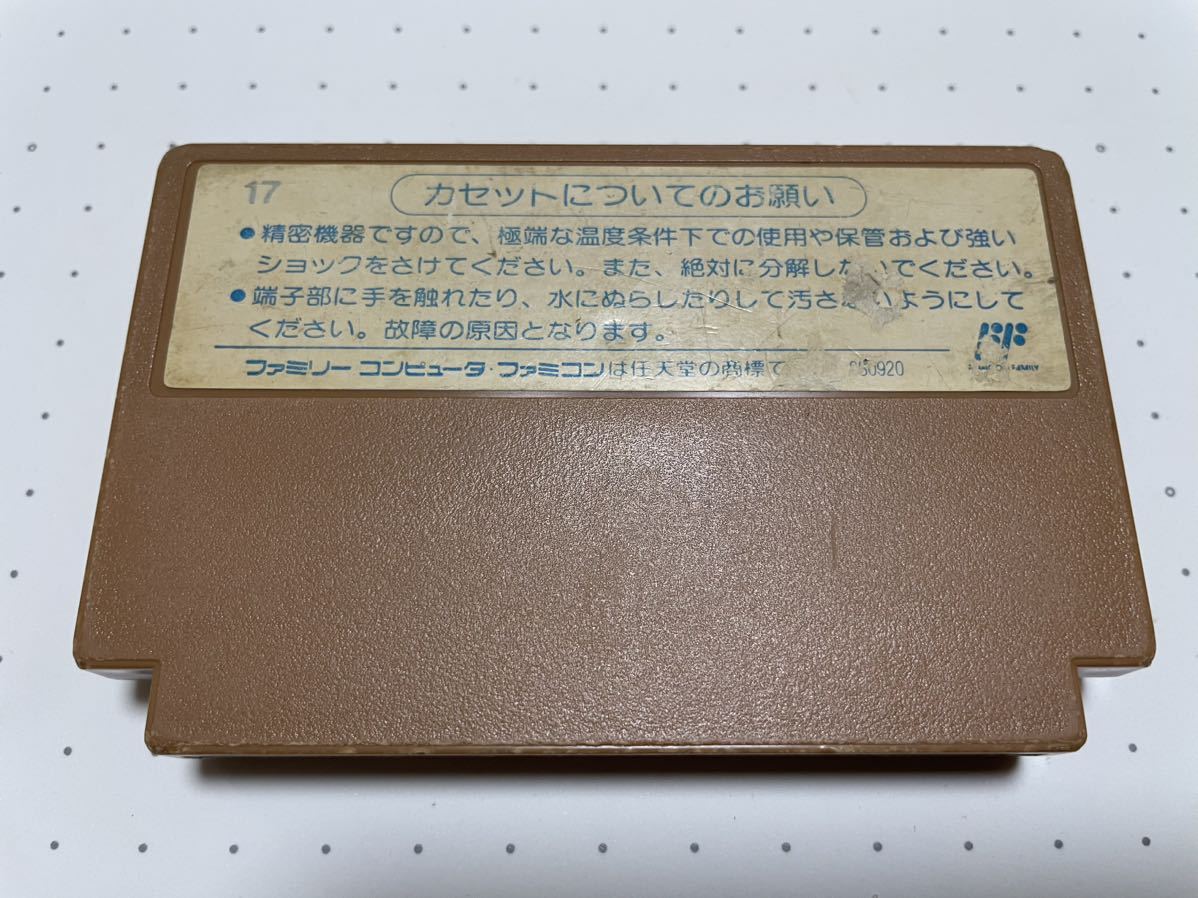 17
カセットについてのお願い
●精密機器ですので、極端な温度条件下での使用や保管および強い
ショックをさけてください。また、絶対に分解しないでください。
●端子部に手を触れたり、水にぬらしたりして汚さないようにして
ください。故障の原因となります。
ファミリー コンピュータ・ファミコンは任天堂の商標で
FAMILY